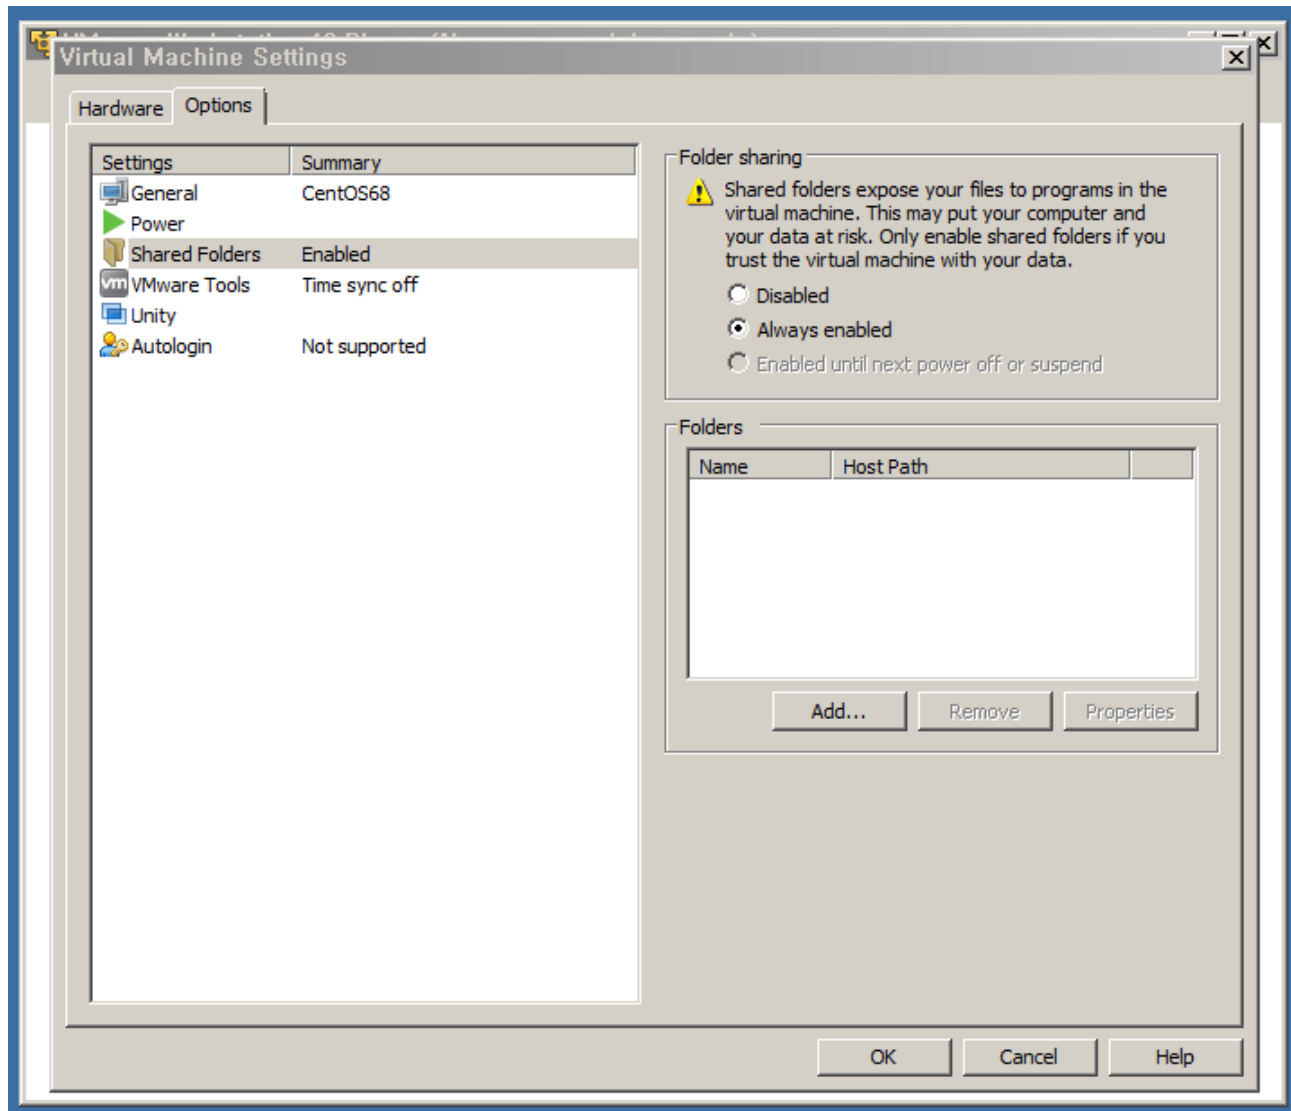 Virtual Machine Settings
Hardware Options
Settings Summary
General CentOS68
Power
Shared Folders Enabled
vm VMware Tools Time sync off
Unity
Autologin Not supported
Folder sharing
Shared folders expose your files to programs in the
virtual machine. This may put your computer and
your data at risk. Only enable shared folders if you
trust the virtual machine with your data.
Disabled
Always enabled
Enabled until next power off or suspend
Folders
Name Host Path
Add... Remove Properties
OK Cancel Help